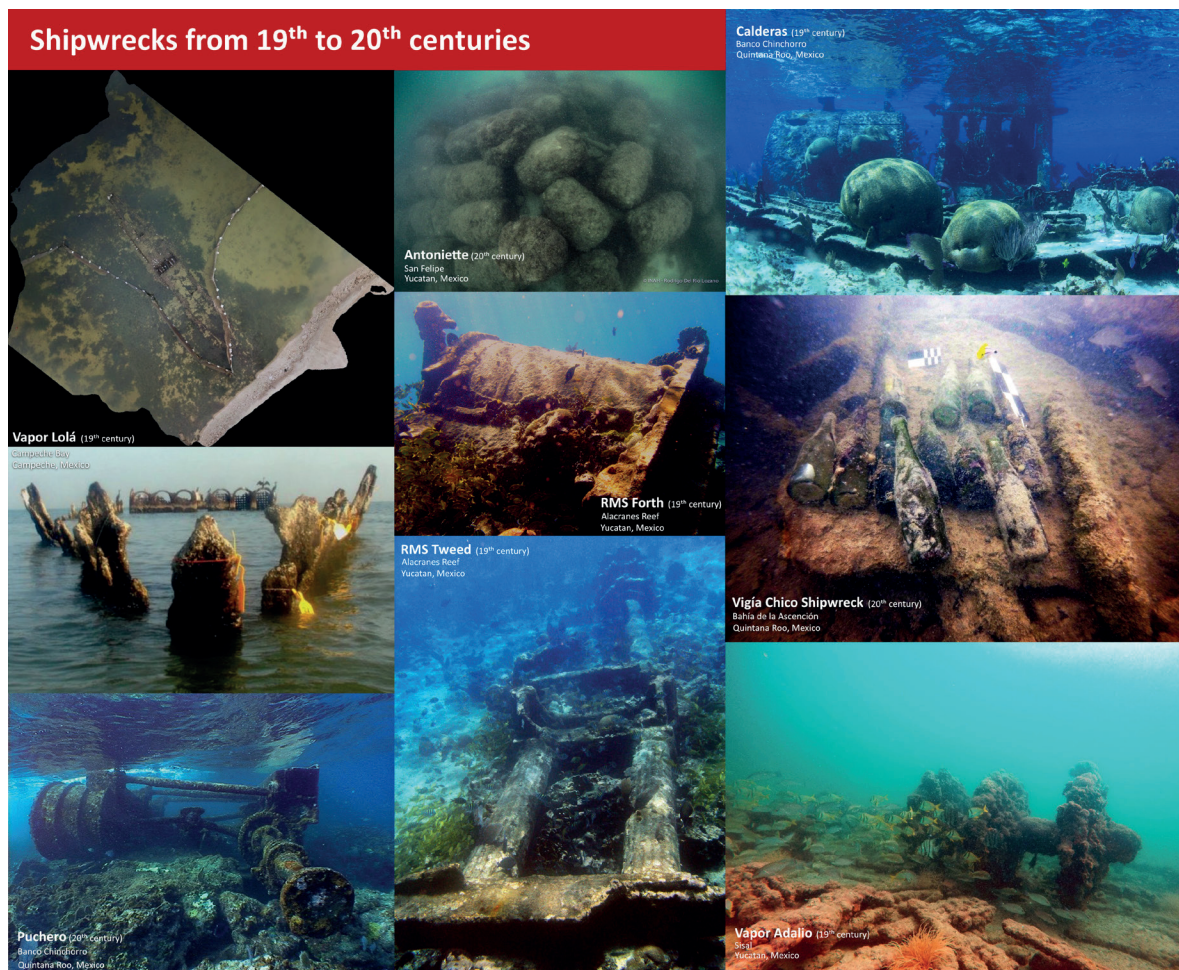 Shipwrecks from 19th to 20th centuries
Vapor Lolá (19th century)
Campeche Bay
Campeche, Mexico
Puchero (20th century)
Banco Chinchorro
Quintana Roo, Mexico
Antoniette (20th century)
San Felipe
Yucatan, Mexico
RMS Forth (19th century)
Alacranes Reef
Yucatan, Mexico
RMS Tweed (19th century)
Alacranes Reef
Yucatan, Mexico
Calderas (19th century)
Banco Chinchorro
Quintana Roo, Mexico
Vigía Chico Shipwreck (20th century)
Bahía de la Ascención
Quintana Roo, Mexico
Vapor Adalio (19th century)
Sisal
Yucatan, Mexico